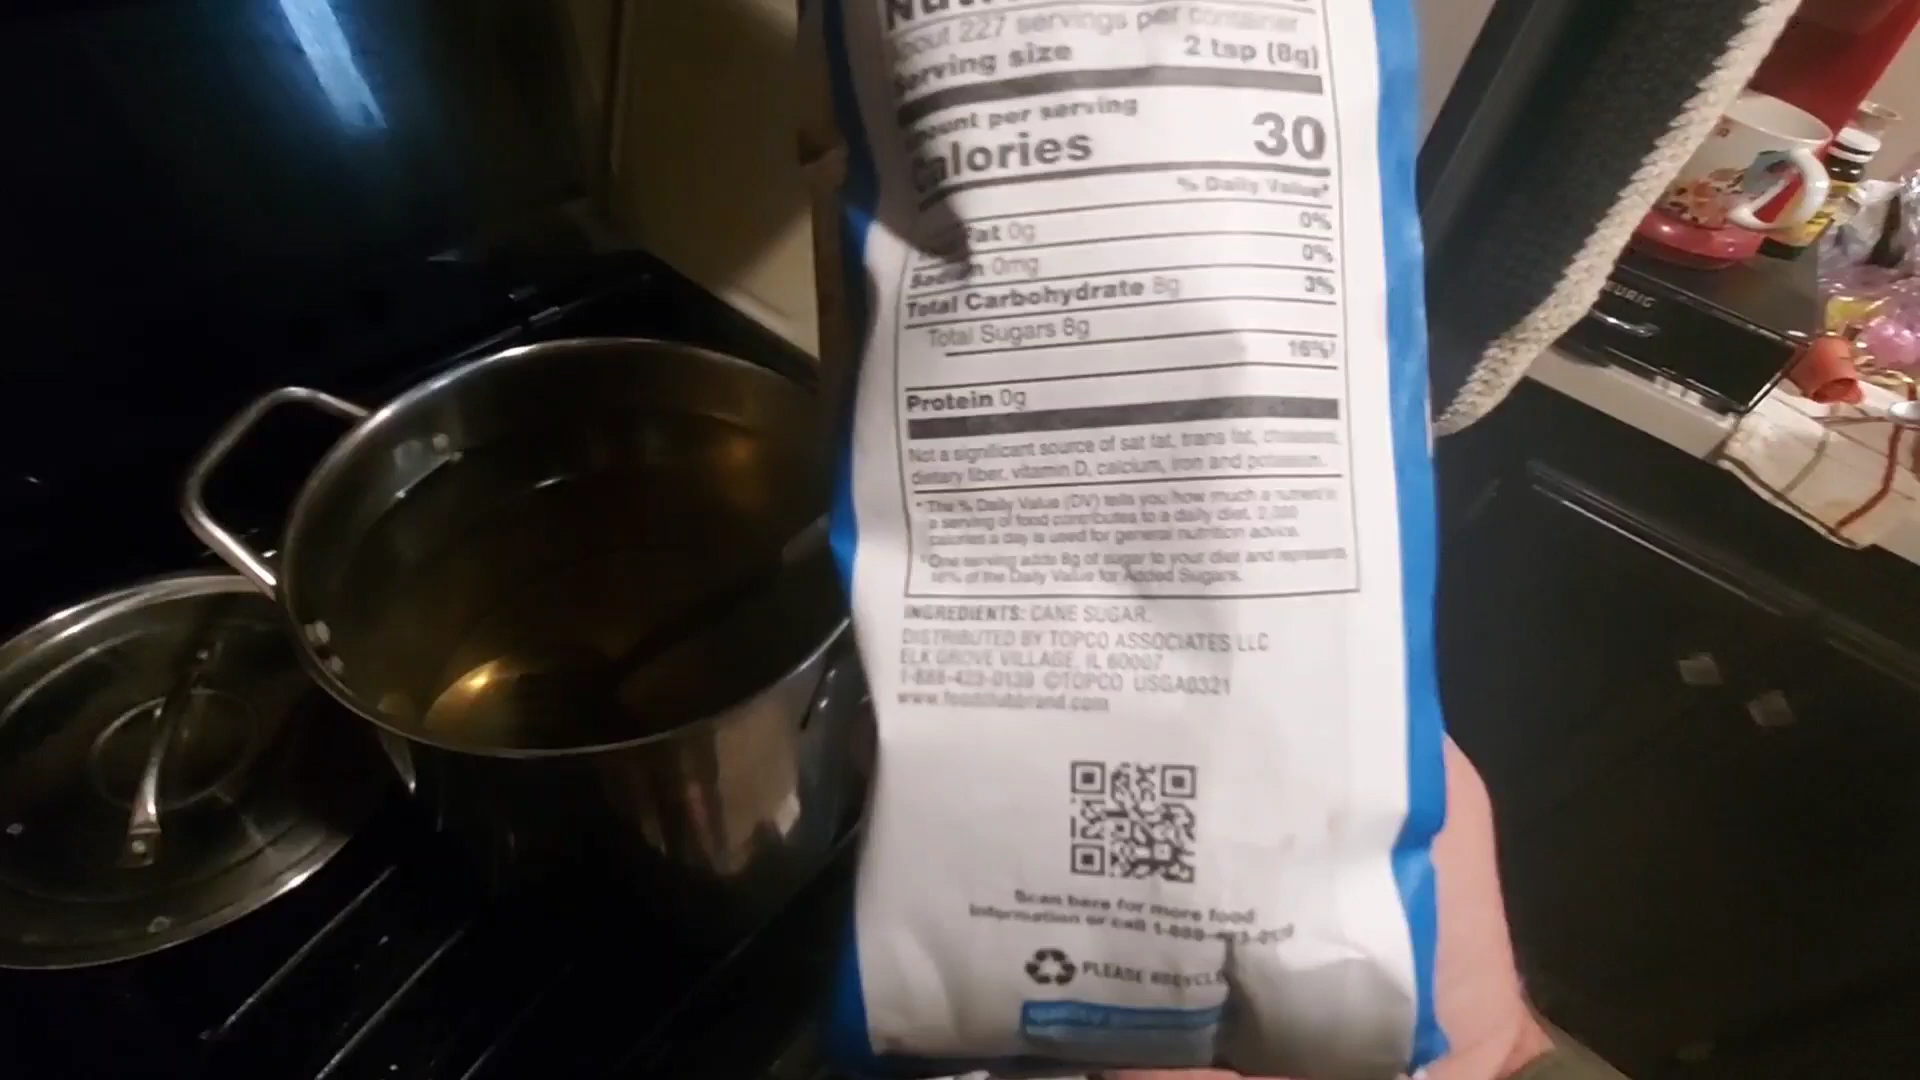 about 227 servings per container
Serving size 2 tsp (8g)
Amount per serving
Calories 30
% Daily Value*
Fat 0g 0%
Sodium 0mg 0%
Total Carbohydrate 8g 3%
Total Sugars 8g
16%†
Protein 0g
Not a significant source of sat fat, trans fat, cholesterol,
dietary fiber, vitamin D, calcium, iron and potassium.
* The % Daily Value (DV) tells you how much a nutrient in
a serving of food contributes to a daily diet. 2,000
calories a day is used for general nutrition advice.
† One serving adds 8g of sugar to your diet and represents
16% of the Daily Value for Added Sugars.
INGREDIENTS: CANE SUGAR.
DISTRIBUTED BY TOPCO ASSOCIATES LLC
ELK GROVE VILLAGE, IL 60007
1-888-423-0139 ©TOPCO USGA0321
www.foodclubbrand.com
Scan here for more food
information or call
PLEASE RECYCLE
KEURIG